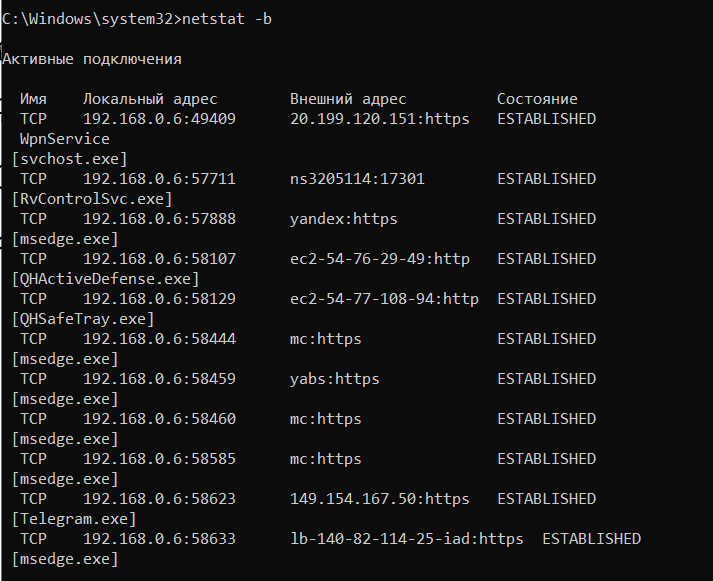 C:\Windows\system32>netstat -b
Активные подключения
Имя Локальный адрес Внешний адрес Состояние
TCP 192.168.0.6:49409 20.199.120.151:https ESTABLISHED
WpnService
[svchost.exe]
TCP 192.168.0.6:57711 ns3205114:17301 ESTABLISHED
[RvControlSvc.exe]
TCP 192.168.0.6:57888 yandex:https ESTABLISHED
[msedge.exe]
TCP 192.168.0.6:58107 ec2-54-76-29-49:http ESTABLISHED
[QHActiveDefense.exe]
TCP 192.168.0.6:58129 ec2-54-77-108-94:http ESTABLISHED
[QHSafeTray.exe]
TCP 192.168.0.6:58444 mc:https ESTABLISHED
[msedge.exe]
TCP 192.168.0.6:58459 yabs:https ESTABLISHED
[msedge.exe]
TCP 192.168.0.6:58460 mc:https ESTABLISHED
[msedge.exe]
TCP 192.168.0.6:58585 mc:https ESTABLISHED
[msedge.exe]
TCP 192.168.0.6:58623 149.154.167.50:https ESTABLISHED
[Telegram.exe]
TCP 192.168.0.6:58633 lb-140-82-114-25-iad:https ESTABLISHED
[msedge.exe]